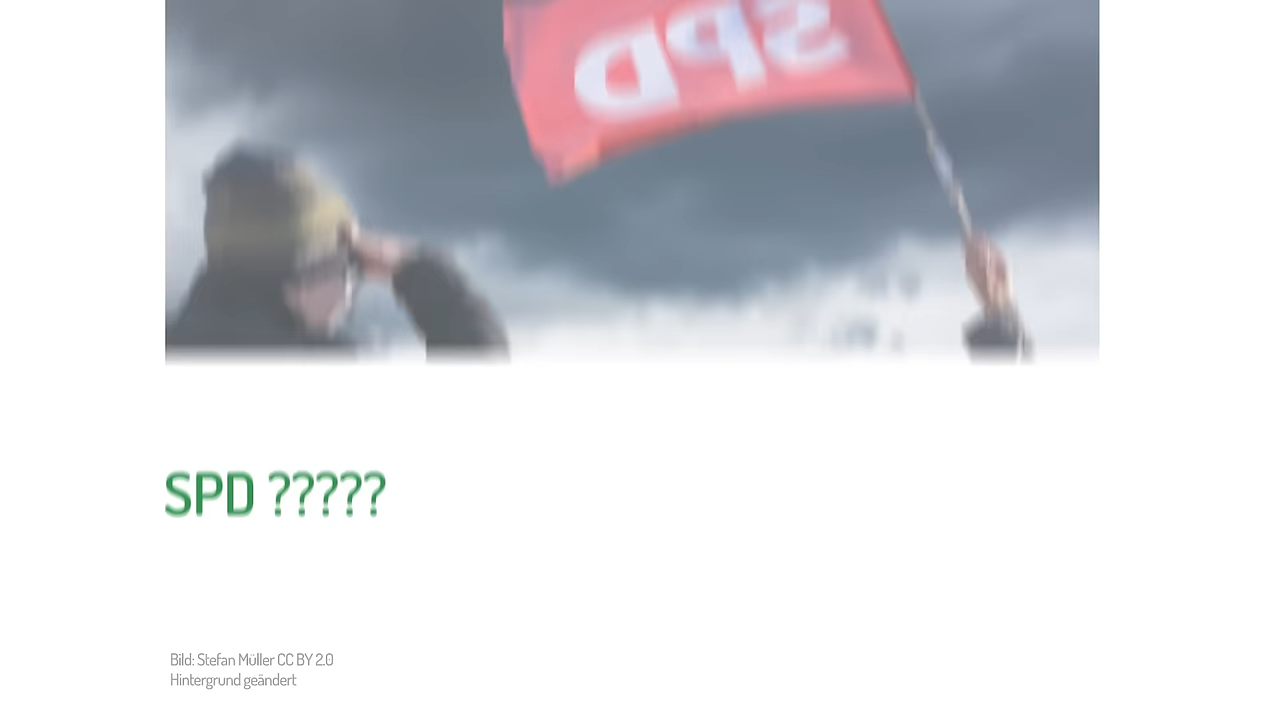 SPD
SPD ?????
Bild: Stefan Müller CC BY 2.0
Hintergrund geändert